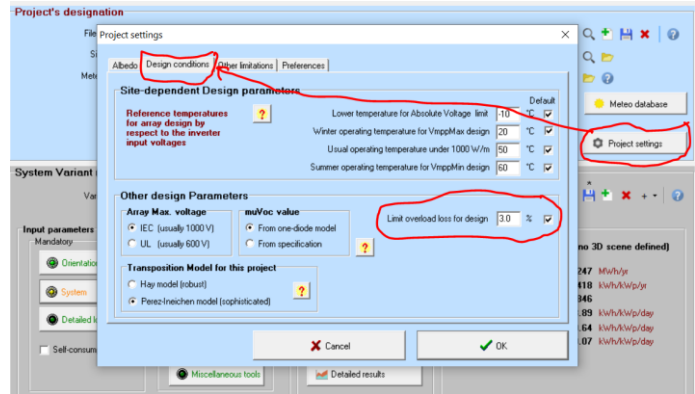 Project's designation
File
Project settings
Si
Mete
Albedo Design conditions Other limitations Preferences
Site-dependent Design parameters
Default
Reference temperatures
for array design by
respect to the inverter
input voltages
?
Lower temperature for Absolute Voltage limit -10 °C
Winter operating temperature for VmppMax design 20 °C
Usual operating temperature under 1000 W/m 50 °C
Summer operating temperature for VmppMin design 60 °C
Meteo database
Project settings
System Variant
Var
Other design Parameters
Array Max. voltage
IEC (usually 1000 V)
UL (usually 600 V)
muVoc value
From one-diode model
From specification
?
Limit overload loss for design 3.0 %
Transposition Model for this project
Hay model (robust)
Perez-Ineichen model (sophisticated)
?
Cancel
OK
Input parameters
Mandatory
Orientatio
System
Detailed l
Self-consum
Miscellaneous tools
Detailed results
no 3D scene defined)
247 MWh/yr
418 kWh/kWp/yr
846
.89 kWh/kWp/day
.64 kWh/kWp/day
.07 kWh/kWp/day